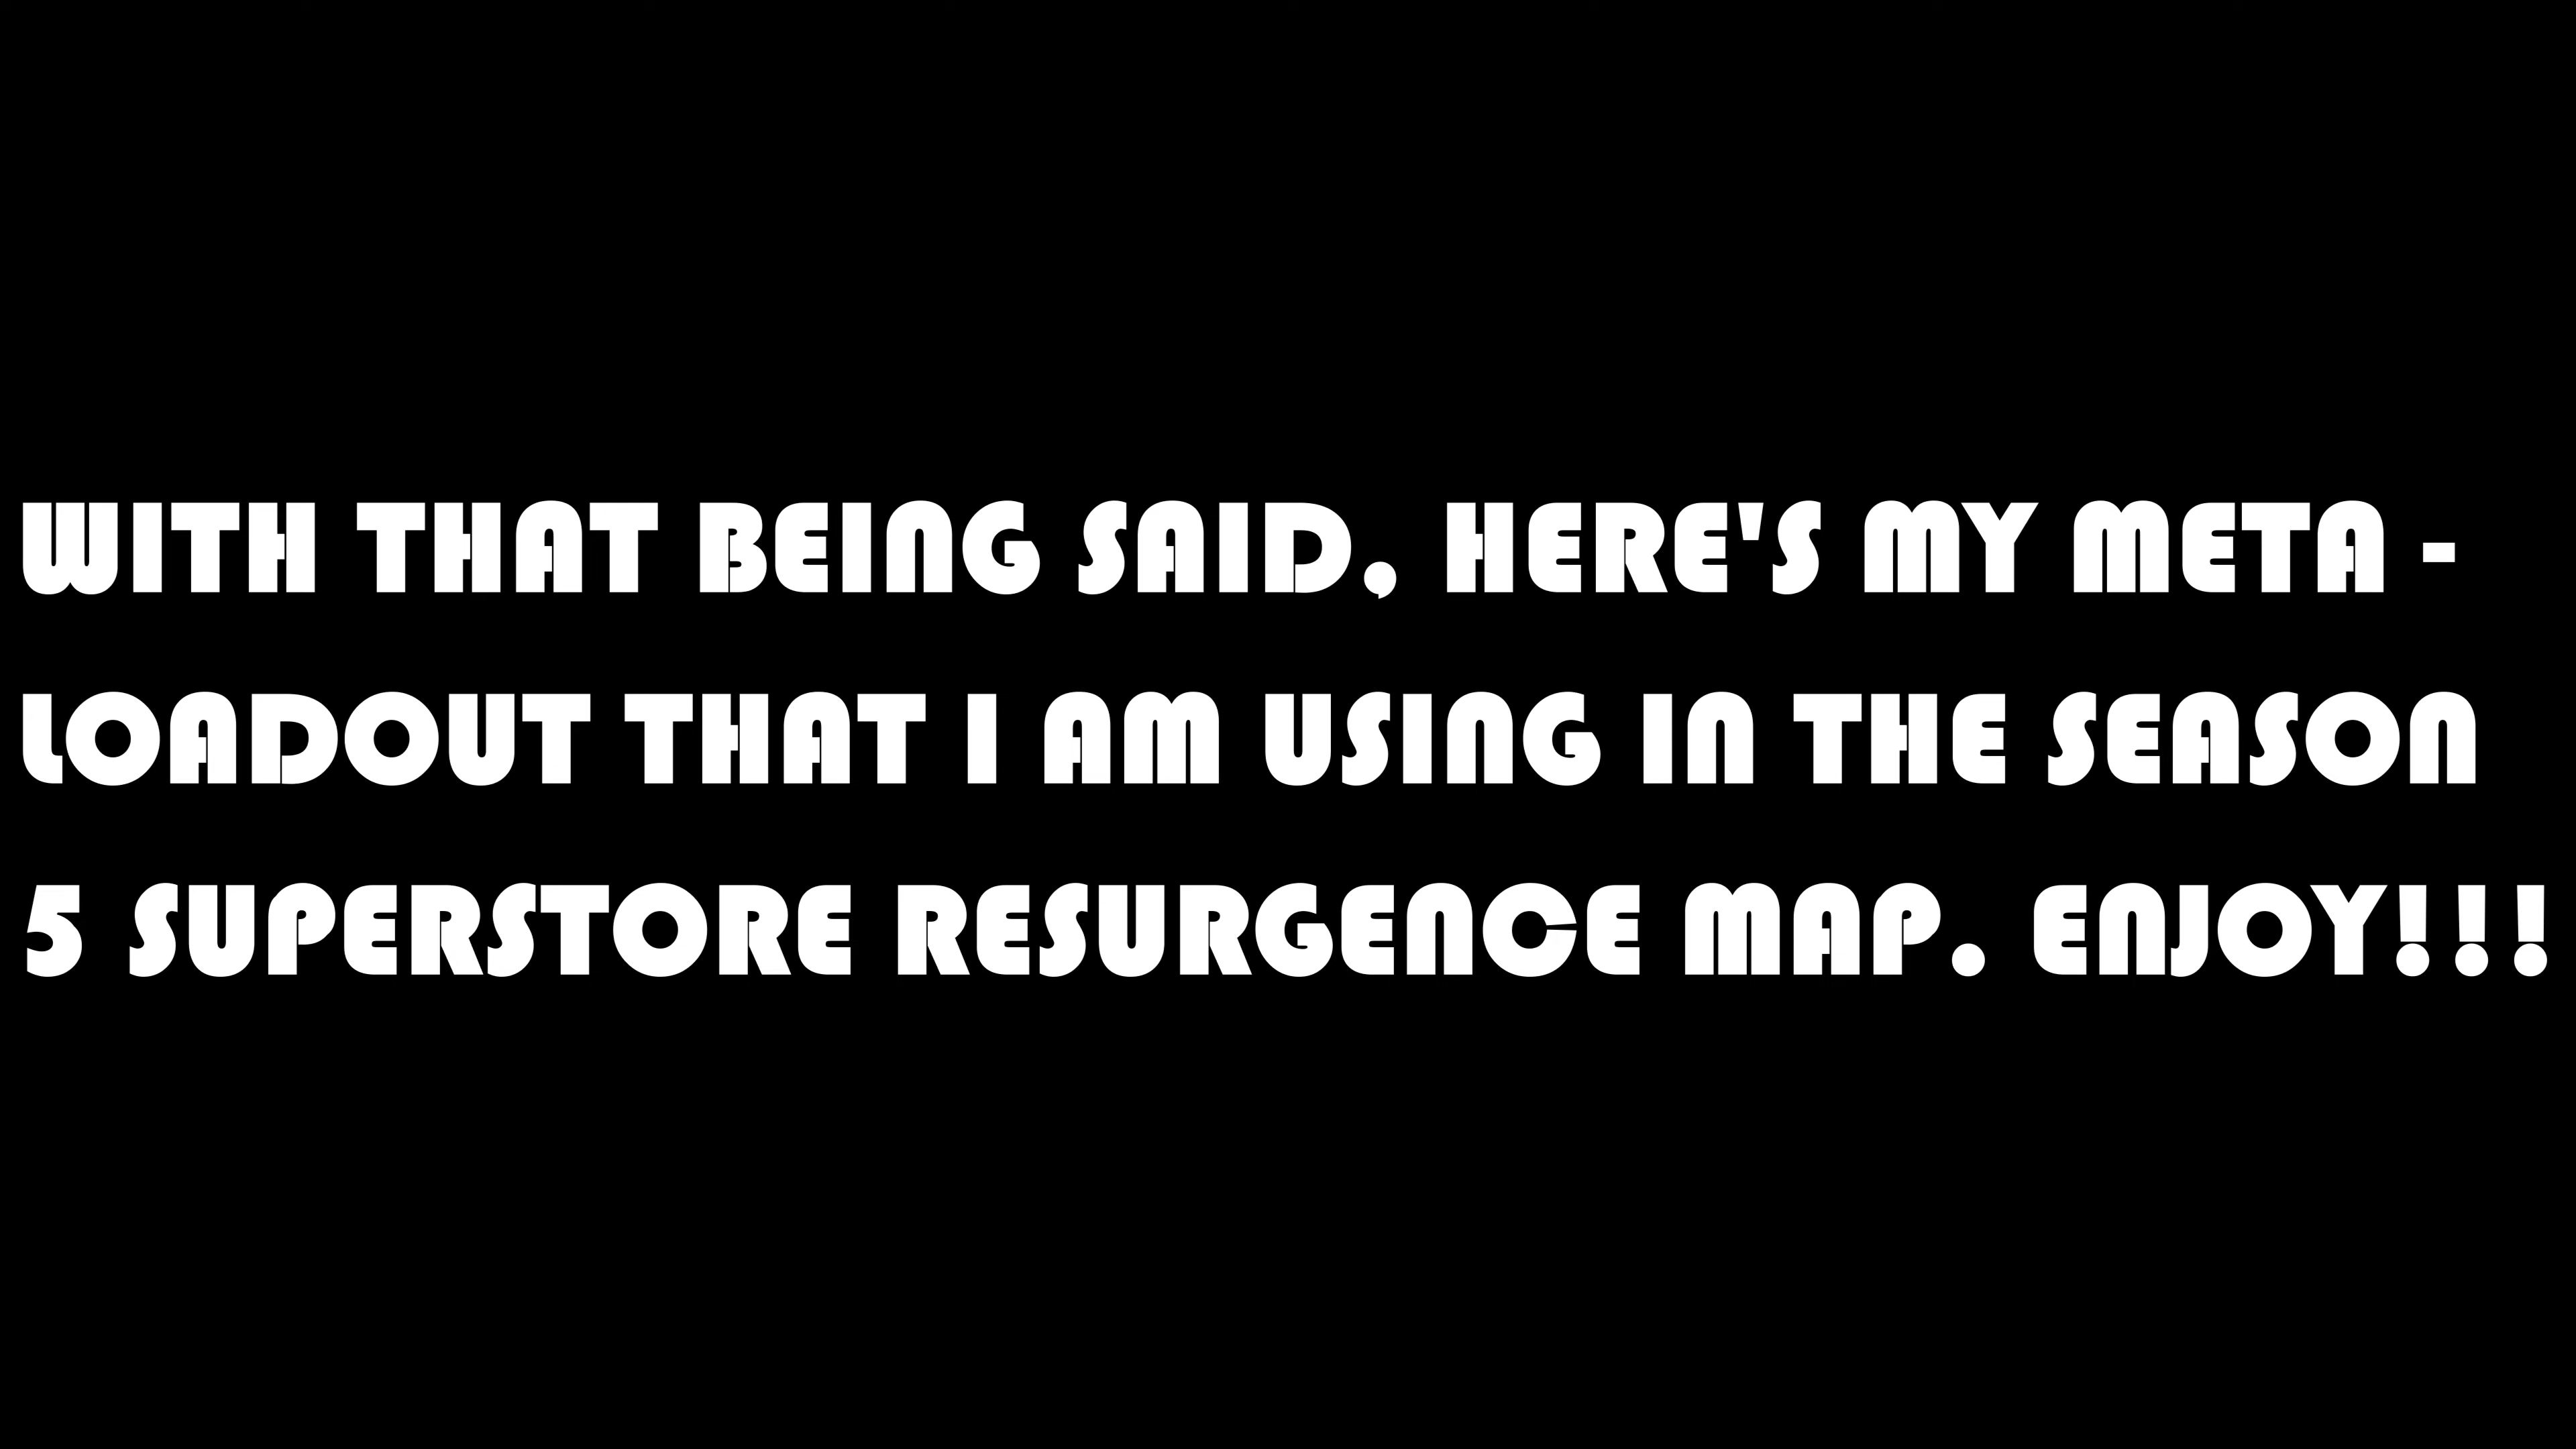 WITH THAT BEING SAID, HERE'S MY META -
LOADOUT THAT I AM USING IN THE SEASON
5 SUPERSTORE RESURGENCE MAP. ENJOY!!!